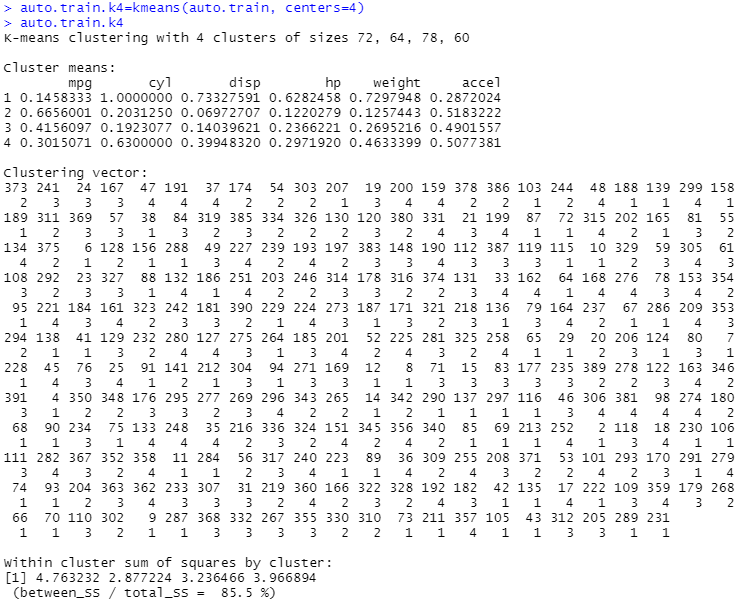 > auto.train.k4=kmeans(auto.train, centers=4)
> auto.train.k4
K-means clustering with 4 clusters of sizes 72, 64, 78, 60
Cluster means:
mpg cyl disp hp weight accel
1 0.1458333 1.0000000 0.73327591 0.6282458 0.7297948 0.2872024
2 0.6656001 0.2031250 0.06972707 0.1220279 0.1257443 0.5183222
3 0.4156097 0.1923077 0.14039621 0.2366221 0.2695216 0.4901557
4 0.3015071 0.6300000 0.39948320 0.2971920 0.4633399 0.5077381
Clustering vector:
373 241 24 167 47 191 37 174 54 303 207 19 200 159 378 386 103 244 48 188 139 299 158
2 3 3 3 4 4 4 2 2 2 1 3 4 4 2 2 1 2 4 1 1 4 1
189 311 369 57 38 84 319 385 334 326 130 120 380 331 21 199 87 72 315 202 165 81 55
1 2 3 3 1 3 2 2 4 2 3 3 2 4 3 4 1 1 4 2 1 3 2
134 375 6 128 156 288 49 227 239 193 197 383 148 190 112 387 119 115 10 329 59 305 61
4 2 1 2 1 1 3 4 2 4 2 3 3 4 3 3 3 1 1 2 3 4 3
108 292 23 327 88 132 186 251 203 246 314 178 316 374 131 33 162 64 168 276 78 153 354
3 2 3 3 1 4 1 4 2 2 3 3 2 2 3 4 4 1 4 4 3 4 2
95 221 184 161 323 242 181 390 229 224 273 187 171 321 218 136 79 164 237 67 286 209 353
1 4 3 4 2 3 3 2 1 4 3 1 3 2 3 1 3 4 2 1 1 4 3
294 138 41 129 232 280 127 275 264 185 201 52 225 281 325 258 65 29 20 206 124 80 7
2 1 1 3 2 4 4 3 1 3 4 2 4 3 2 4 1 1 2 3 1 3 1
228 45 76 25 91 141 212 304 94 271 169 12 8 71 15 83 177 235 389 278 122 163 346
1 4 3 4 1 2 1 3 1 3 3 1 1 3 3 3 3 3 2 2 3 4 2
391 4 350 348 176 295 277 269 296 343 265 14 342 290 137 297 116 46 306 381 98 274 180
3 1 2 2 3 3 2 3 4 2 2 1 2 1 1 1 1 3 4 4 4 4 2
68 90 234 75 133 248 35 216 336 324 151 345 356 340 85 69 213 252 2 118 18 230 106
1 1 3 1 4 4 4 2 3 2 4 2 4 2 1 1 1 4 1 3 4 1 1
111 282 367 352 358 11 284 56 317 240 223 89 36 309 255 208 371 53 101 293 170 291 279
3 4 3 2 4 1 1 2 3 4 1 1 4 2 4 3 2 2 4 2 3 1 4
74 93 204 363 362 233 307 31 219 360 166 322 328 192 182 42 135 17 222 109 359 179 268
1 1 2 3 4 3 3 3 2 4 2 3 2 4 3 1 1 4 1 3 4 3 2
66 70 110 302 9 287 368 332 267 355 330 310 73 211 357 105 43 312 205 289 231
1 1 3 2 1 1 3 3 3 3 2 2 1 1 4 1 1 3 3 1 1
Within cluster sum of squares by cluster:
[1] 4.763232 2.877224 3.236466 3.966894
(between_SS / total_SS = 85.5 %)